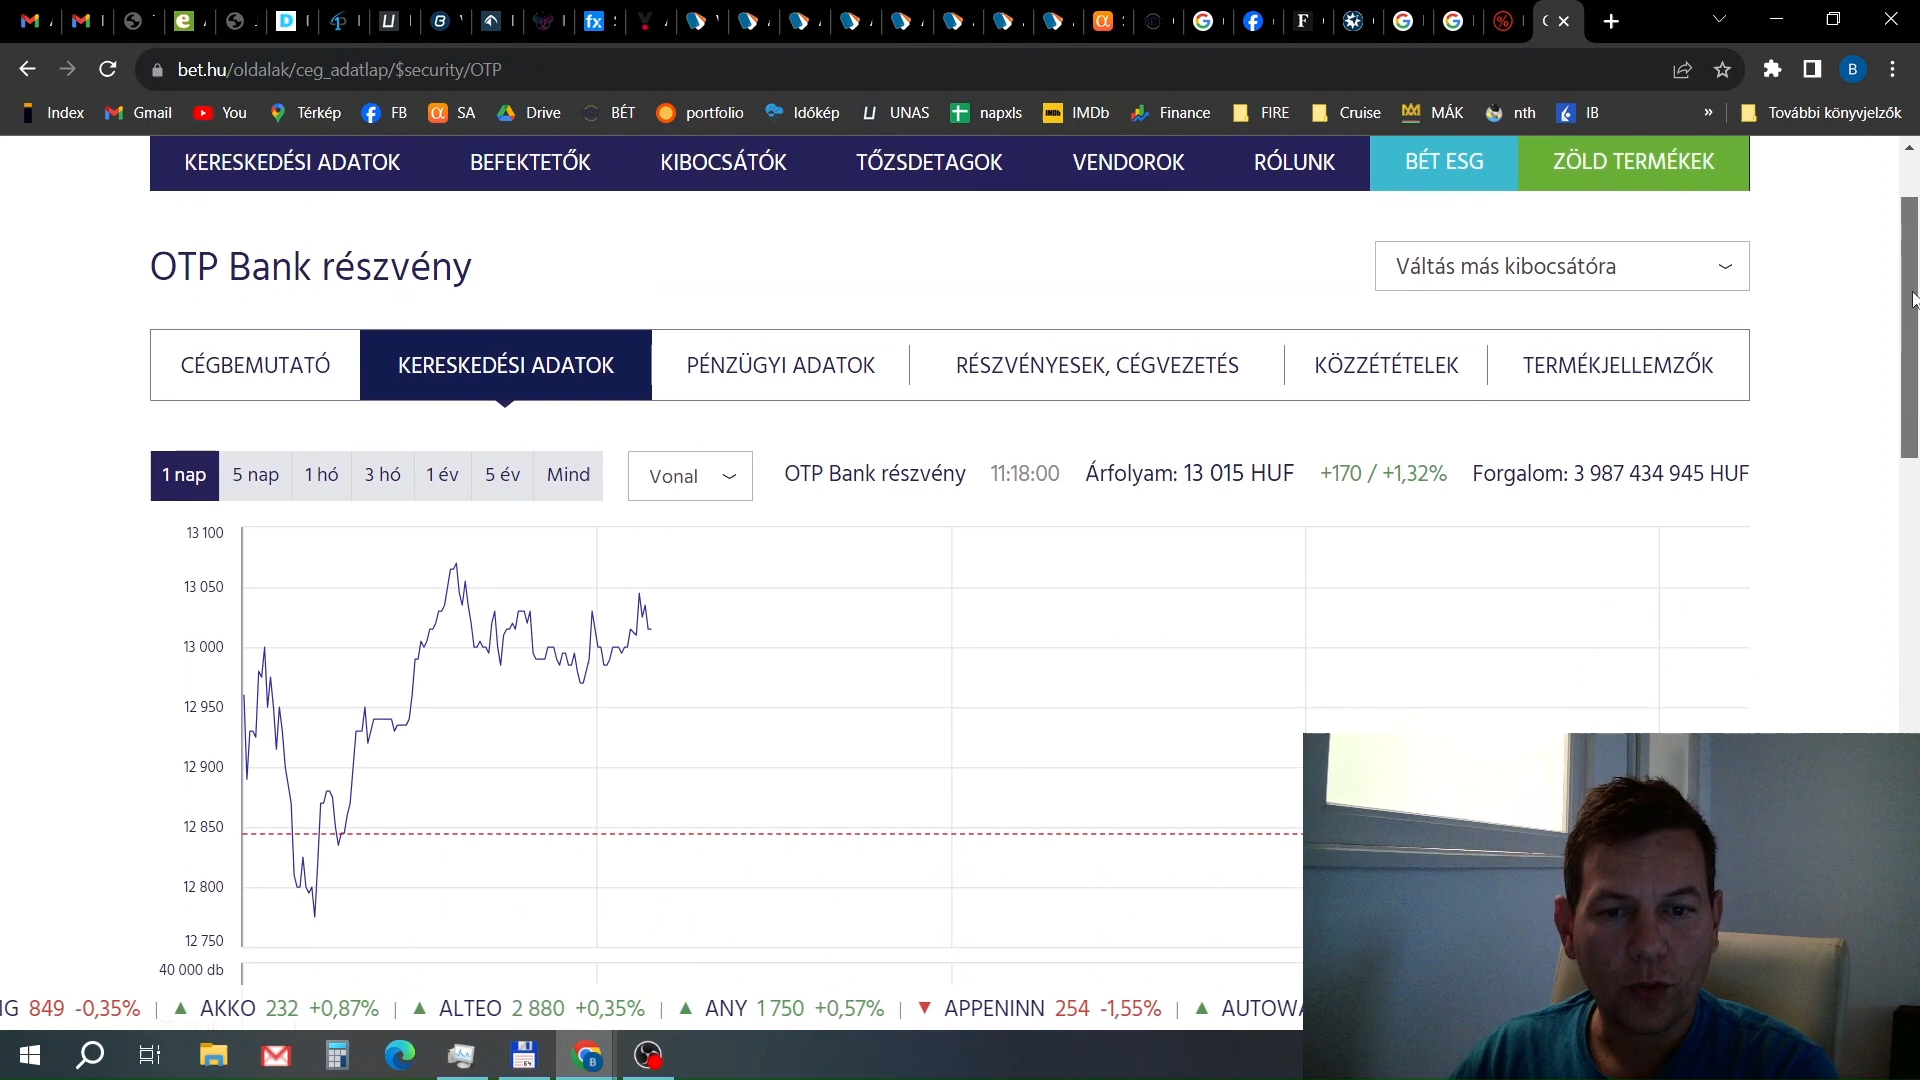 bet.hu/oldalak/ceg_adatlap/$security/OTP
B
Index Gmail You Térkép FB SA Drive BÉT portfolio Időkép UNAS napxls IMDb Finance FIRE Cruise MÁK nth IB » További könyvjelzők
KERESKEDÉSI ADATOK BEFEKTETŐK KIBOCSÁTÓK TŐZSDETAGOK VENDOROK RÓLUNK BÉT ESG ZÖLD TERMÉKEK
OTP Bank részvény
Váltás más kibocsátóra
CÉGBEMUTATÓ KERESKEDÉSI ADATOK PÉNZÜGYI ADATOK RÉSZVÉNYESEK, CÉGVEZETÉS KÖZZÉTÉTELEK TERMÉKJELLEMZŐK
1 nap 5 nap 1 hó 3 hó 1 év 5 év Mind Vonal OTP Bank részvény 11:18:00 Árfolyam: 13 015 HUF +170 / +1,32% Forgalom: 3 987 434 945 HUF
13 100
13 050
13 000
12 950
12 900
12 850
12 800
12 750
40 000 db
IG 849 -0,35% | ▲ AKKO 232 +0,87% | ▲ ALTEO 2 880 +0,35% | ▲ ANY 1 750 +0,57% | ▼ APPENINN 254 -1,55% | ▲ AUTOWA